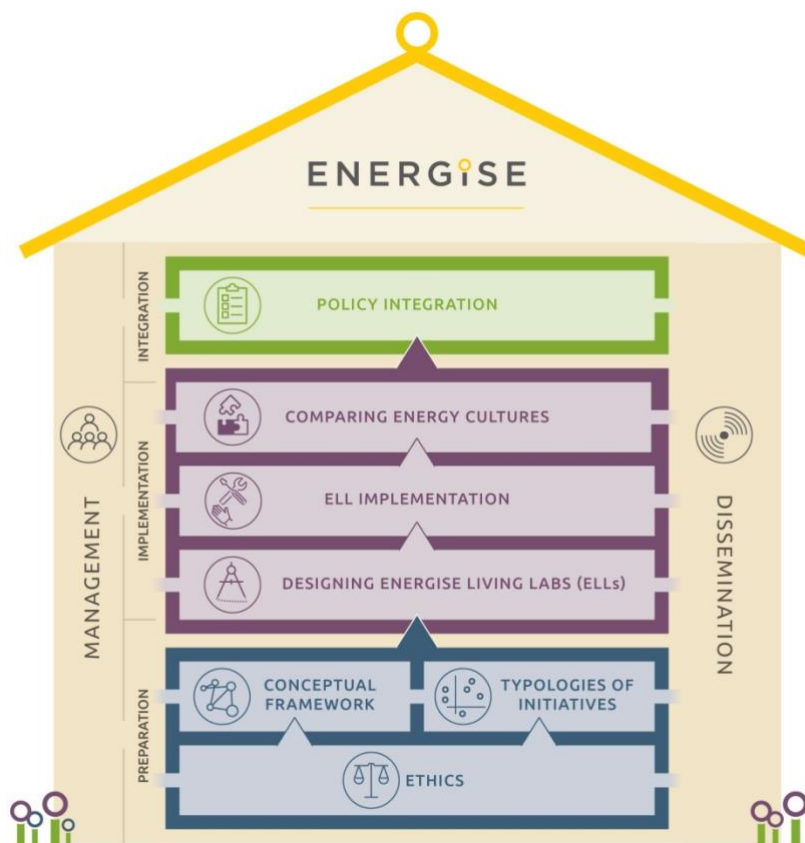 ENERGISE
INTEGRATION
POLICY INTEGRATION
IMPLEMENTATION
COMPARING ENERGY CULTURES
ELL IMPLEMENTATION
DESIGNING ENERGISE LIVING LABS (ELLs)
MANAGEMENT
DISSEMINATION
PREPARATION
CONCEPTUAL
FRAMEWORK
TYPOLOGIES OF
INITIATIVES
ETHICS